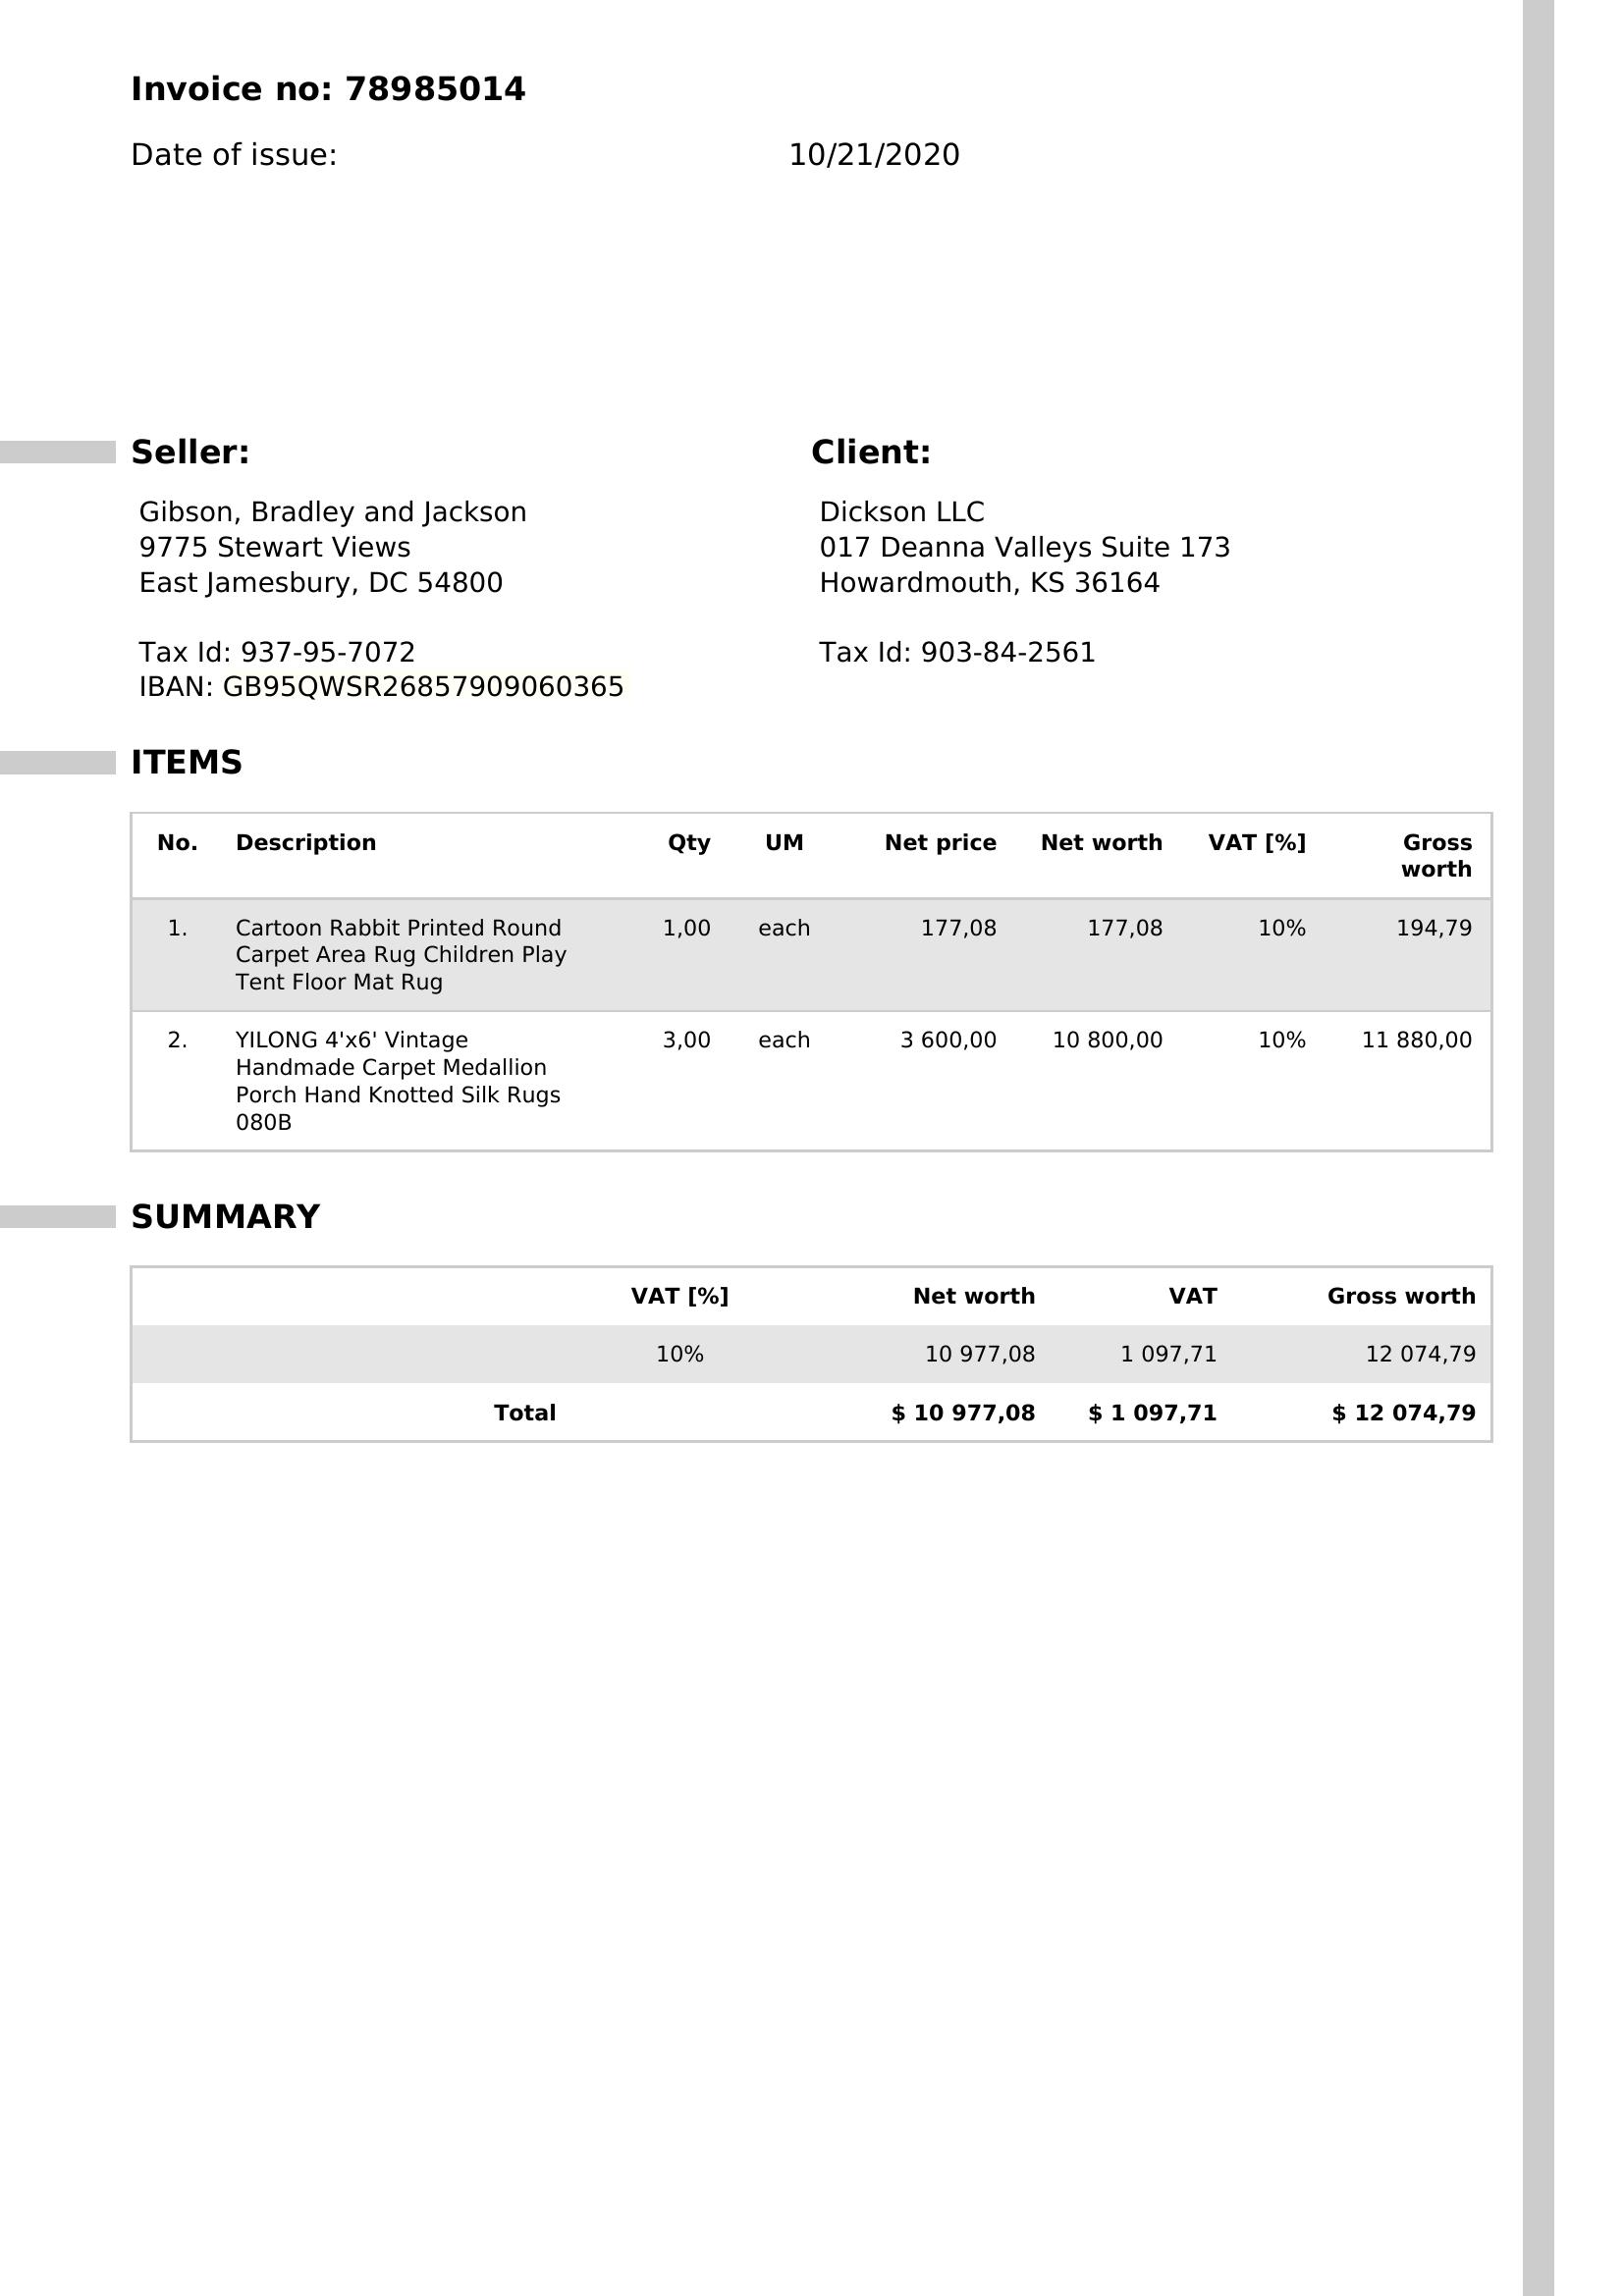 Invoice no: 78985014
Date of issue: 10/21/2020
Seller:
Gibson, Bradley and Jackson
9775 Stewart Views
East Jamesbury, DC 54800
Tax Id: 937-95-7072
IBAN: GB95QWSR26857909060365
Client:
Dickson LLC
017 Deanna Valleys Suite 173
Howardmouth, KS 36164
Tax Id: 903-84-2561
ITEMS
No. Description Qty UM Net price Net worth VAT [%] Gross
worth
1. Cartoon Rabbit Printed Round 1,00 each 177,08 177,08 10% 194,79
Carpet Area Rug Children Play
Tent Floor Mat Rug
2. YILONG 4'x6' Vintage 3,00 each 3 600,00 10 800,00 10% 11 880,00
Handmade Carpet Medallion
Porch Hand Knotted Silk Rugs
080B
SUMMARY
VAT [%] Net worth VAT Gross worth
10% 10 977,08 1 097,71 12 074,79
Total $ 10 977,08 $ 1 097,71 $ 12 074,79